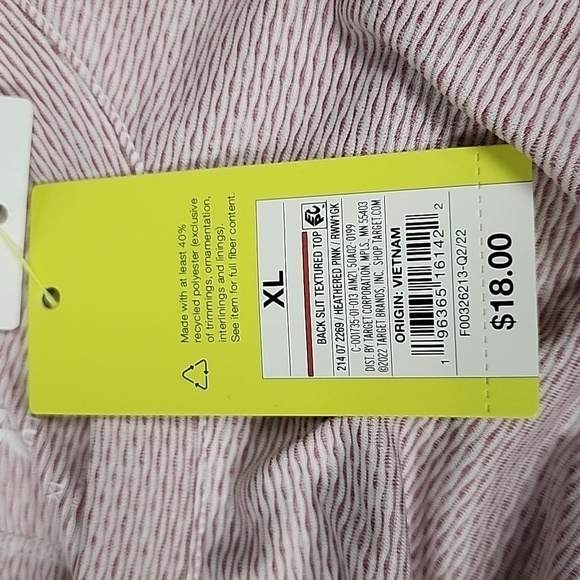 Made with at least 40%
recycled polyester (exclusive
of trimmings, ornamentation,
interlinings and linings).
See item for full fiber content.
XL
BACK SLIT TEXTURED TOP
214 07 2269 / HEATHERED PINK / RWW1GK
DIST. BY TARGET CORPORATION, MPLS, MN 55403
©2022 TARGET BRANDS, INC. SHOP TARGET.COM
ORIGIN: VIETNAM
1 96365 16142 2
F00326213-Q2/22
$18.00